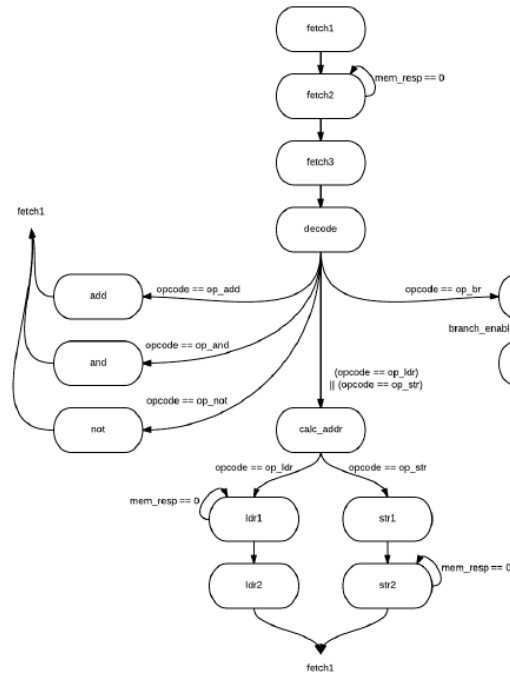 fetch1
mem_resp == 0
fetch2
fetch3
fetch1
decode
opcode == op_add
opcode == op_br
add
branch_enabl
opcode == op_and
and
(opcode == op_ldr)
|| (opcode == op_str)
opcode == op_not
not
calc_addr
opcode == op_ldr
opcode == op_str
mem_resp == 0
ldr1
str1
mem_resp == 0
ldr2
str2
fetch1